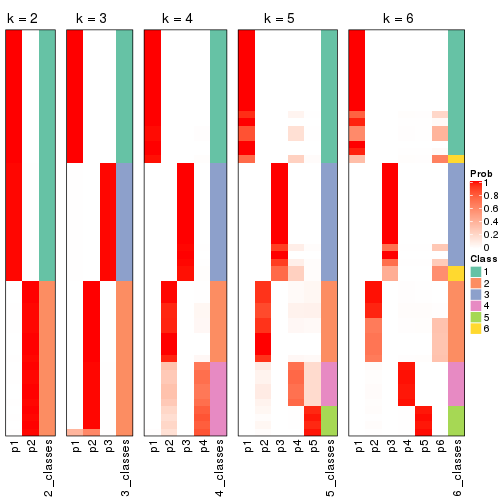 k = 2
k = 3
k = 4
k = 5
k = 6
Prob
1
0.8
0.6
0.4
0.2
0
Class
1
2
3
4
5
6
p1
p2
2_classes
p1
p2
p3
3_classes
p1
p2
p3
p4
4_classes
p1
p2
p3
p4
p5
5_classes
p1
p2
p3
p4
p5
p6
6_classes